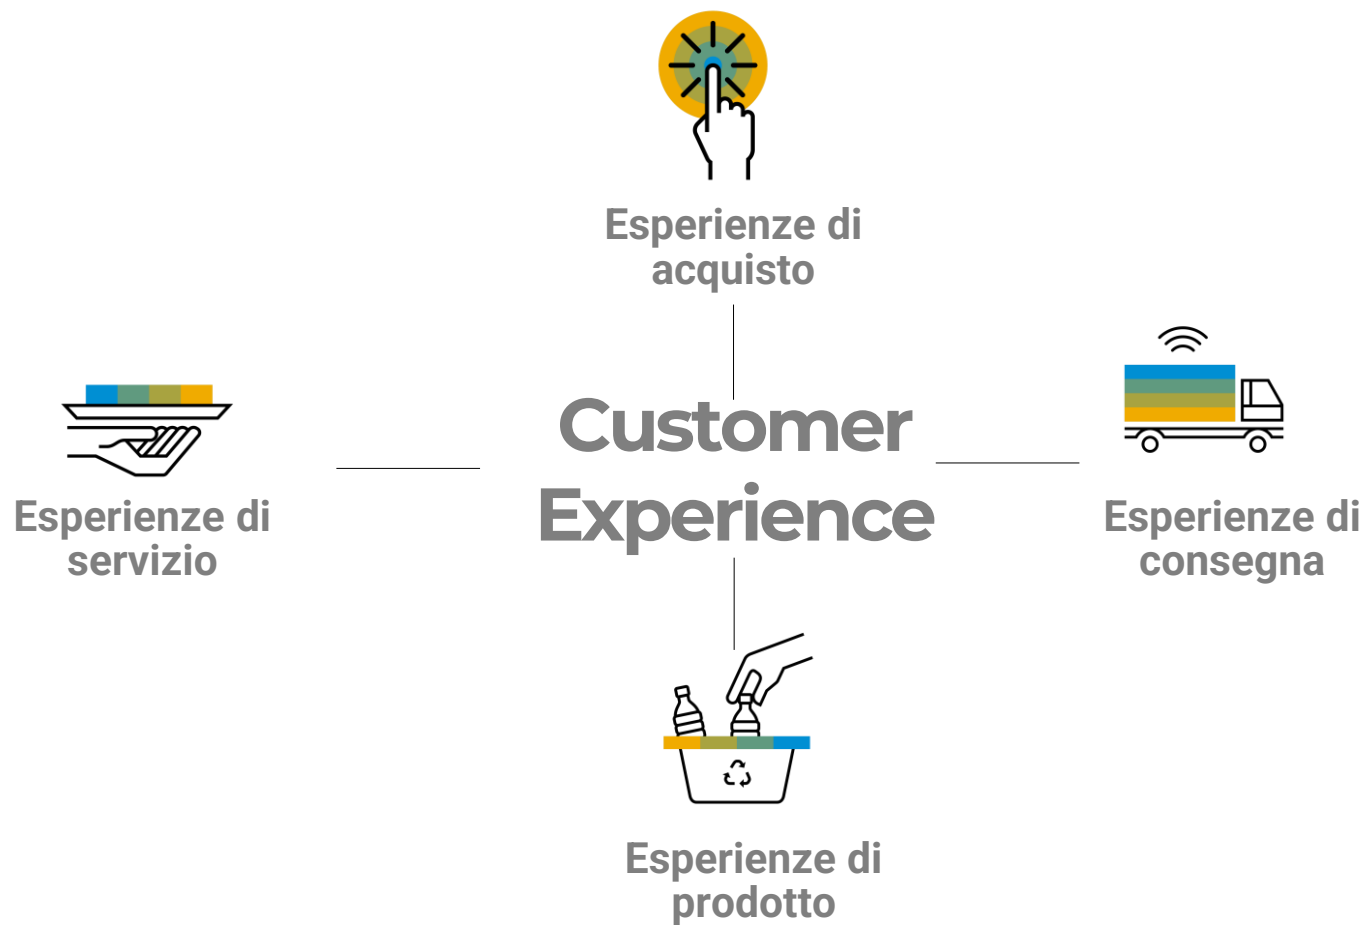 Esperienze di
acquisto
Customer
Experience
Esperienze di
servizio
Esperienze di
consegna
Esperienze di
prodotto